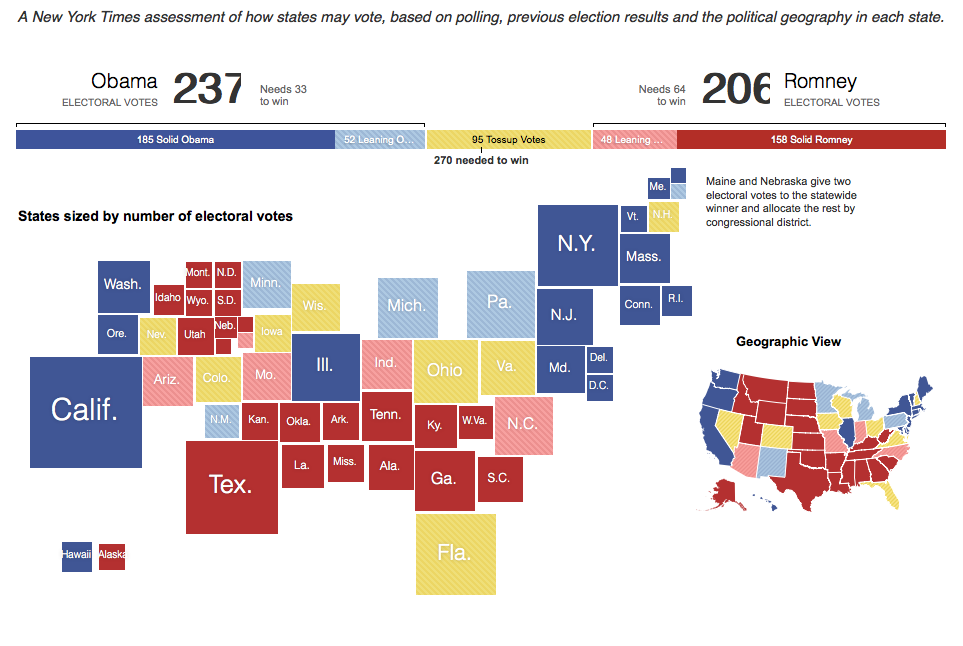 A New York Times assessment of how states may vote, based on polling, previous election results and the political geography in each state.
Obama
ELECTORAL VOTES
237
Needs 33
to win
Needs 64
to win
206
Romney
ELECTORAL VOTES
185 Solid Obama
52 Leaning O...
95 Tossup Votes
48 Leaning ...
158 Solid Romney
270 needed to win
States sized by number of electoral votes
Maine and Nebraska give two
electoral votes to the statewide
winner and allocate the rest by
congressional district.
Me.
Vt.
N.H.
N.Y.
Mass.
Wash.
Mont.
N.D.
Minn.
Idaho
Wyo.
S.D.
Wis.
Mich.
Pa.
N.J.
Conn.
R.I.
Ore.
Nev.
Utah
Neb.
Iowa
Geographic View
Calif.
Ariz.
Colo.
Mo.
Ill.
Ind.
Ohio
Va.
Md.
Del.
D.C.
N.M.
Kan.
Okla.
Ark.
Tenn.
Ky.
W.Va.
N.C.
Tex.
La.
Miss.
Ala.
Ga.
S.C.
Fla.
Hawaii
Alaska